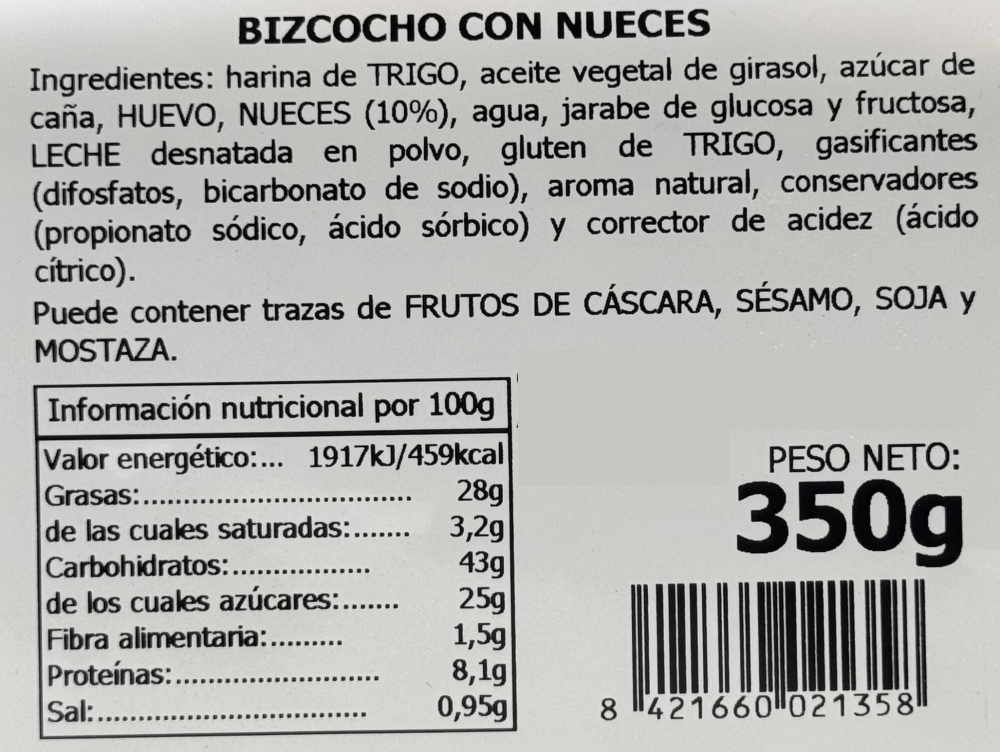 BIZCOCHO CON NUECES
Ingredientes: harina de TRIGO, aceite vegetal de girasol, azúcar de
caña, HUEVO, NUECES (10%), agua, jarabe de glucosa y fructosa,
LECHE desnatada en polvo, gluten de TRIGO, gasificantes
(difosfatos, bicarbonato de sodio), aroma natural, conservadores
(propionato sódico, ácido sórbico) y corrector de acidez (ácido
cítrico).
Puede contener trazas de FRUTOS DE CÁSCARA, SÉSAMO, SOJA y
MOSTAZA.
Información nutricional por 100g
Valor energético:... 1917kJ/459kcal
Grasas:................................. 28g
de las cuales saturadas:....... 3,2g
Carbohidratos:................. 43g
de los cuales azúcares:....... 25g
Fibra alimentaria:......... 1,5g
Proteínas:......................... 8,1g
Sal:................................. 0,95g
PESO NETO:
350g
8 421660 021358